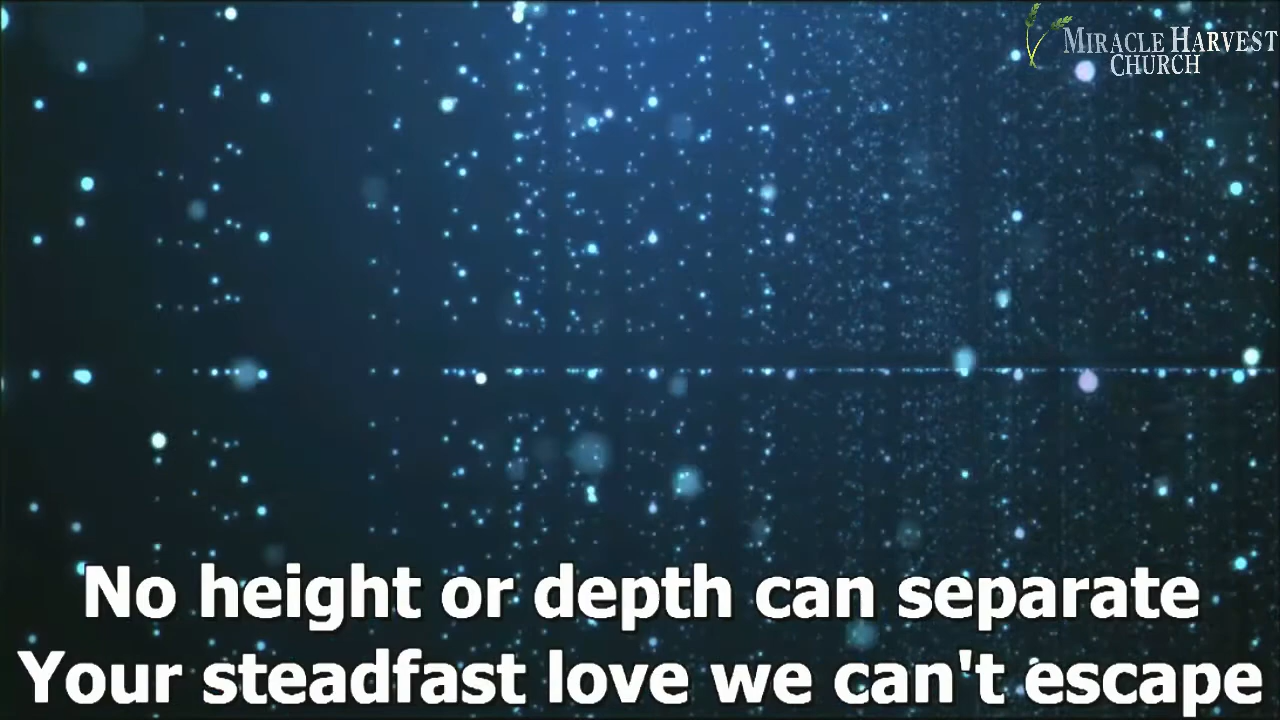 MIRACLE HARVEST
CHURCH
No height or depth can separate
Your steadfast love we can't escape